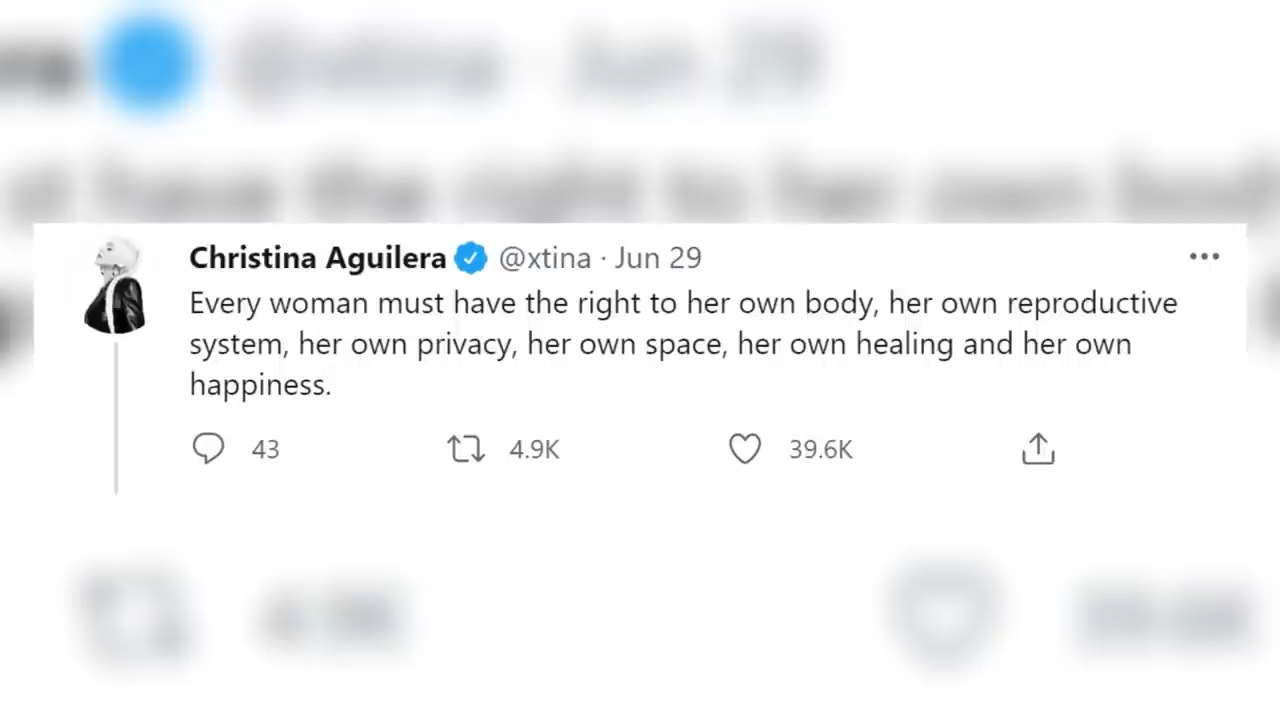 Christina Aguilera @xtina · Jun 29
Every woman must have the right to her own body, her own reproductive
system, her own privacy, her own space, her own healing and her own
happiness.
43 4.9K 39.6K